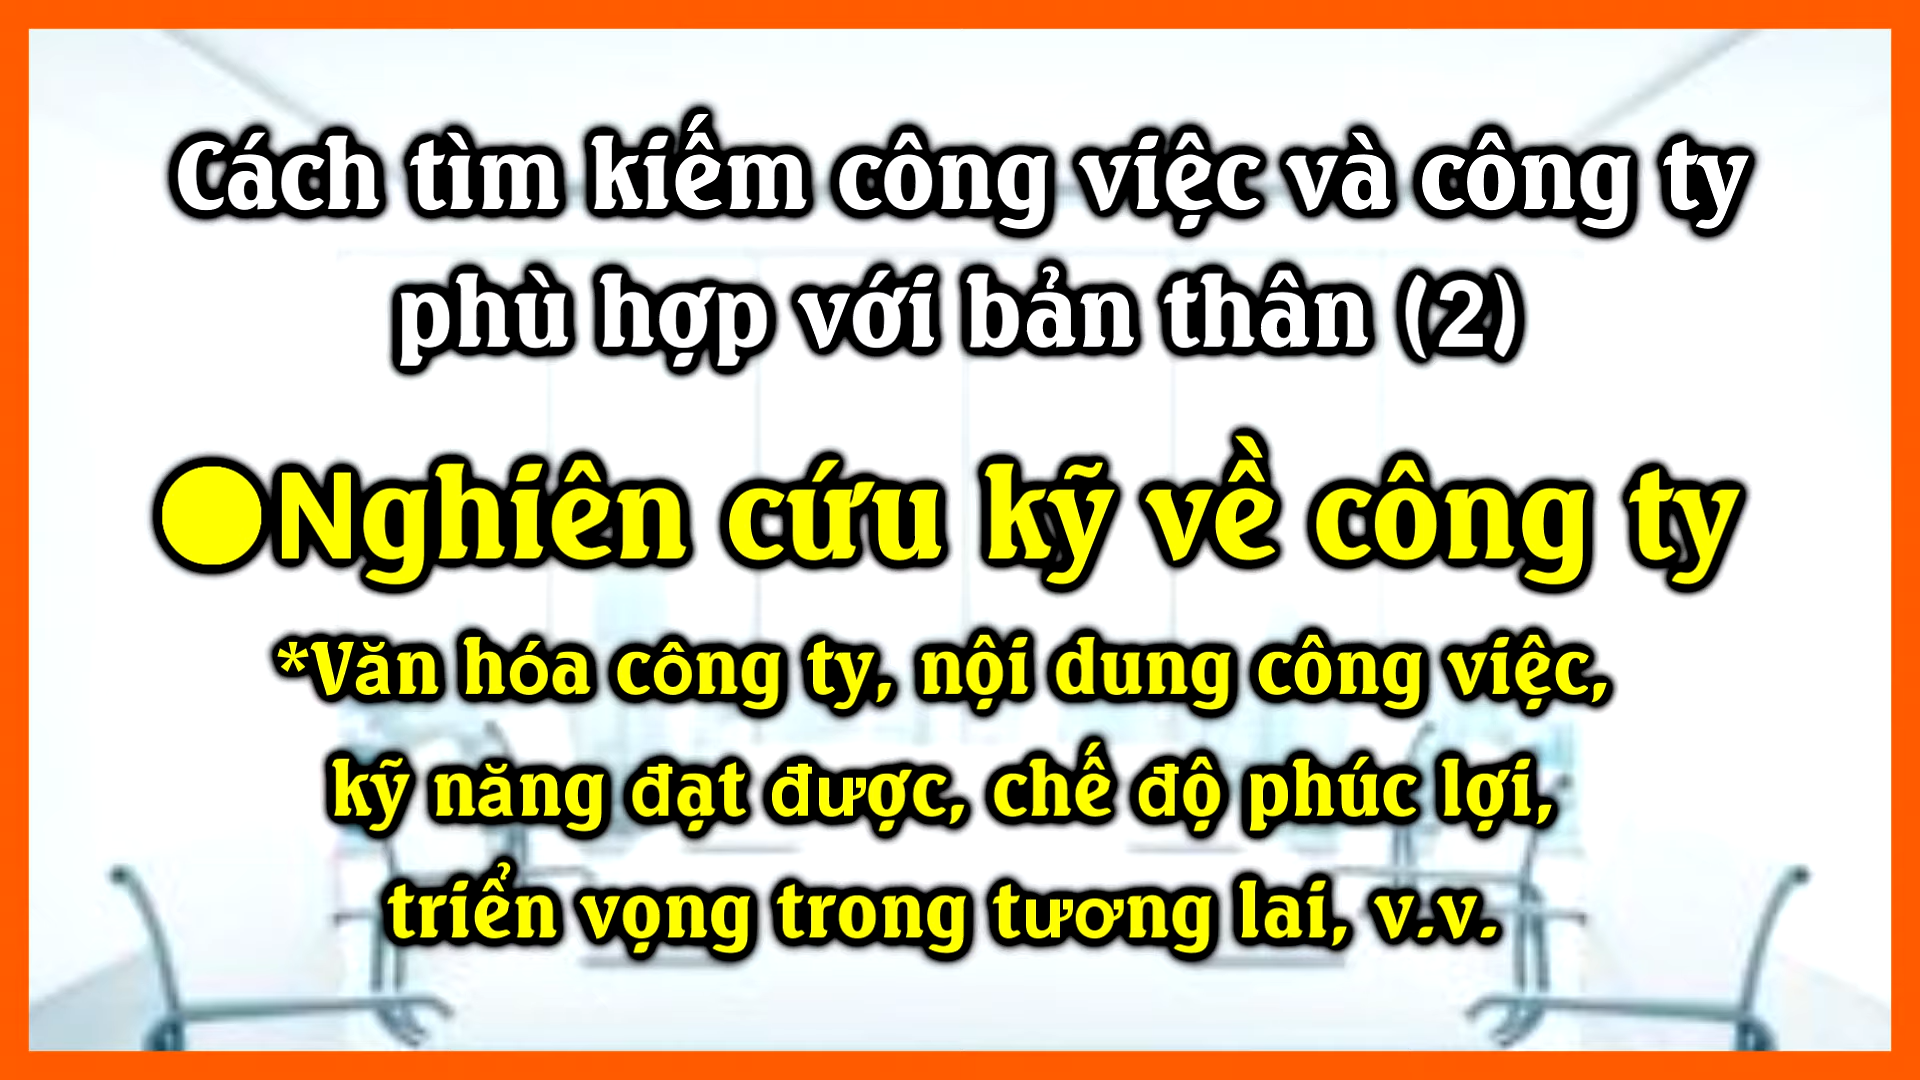 Cách tìm kiếm công việc và công ty
phù hợp với bản thân (2)
●Nghiên cứu kỹ về công ty
*Văn hóa công ty, nội dung công việc,
kỹ năng đạt được, chế độ phúc lợi,
triển vọng trong tương lai, v.v.